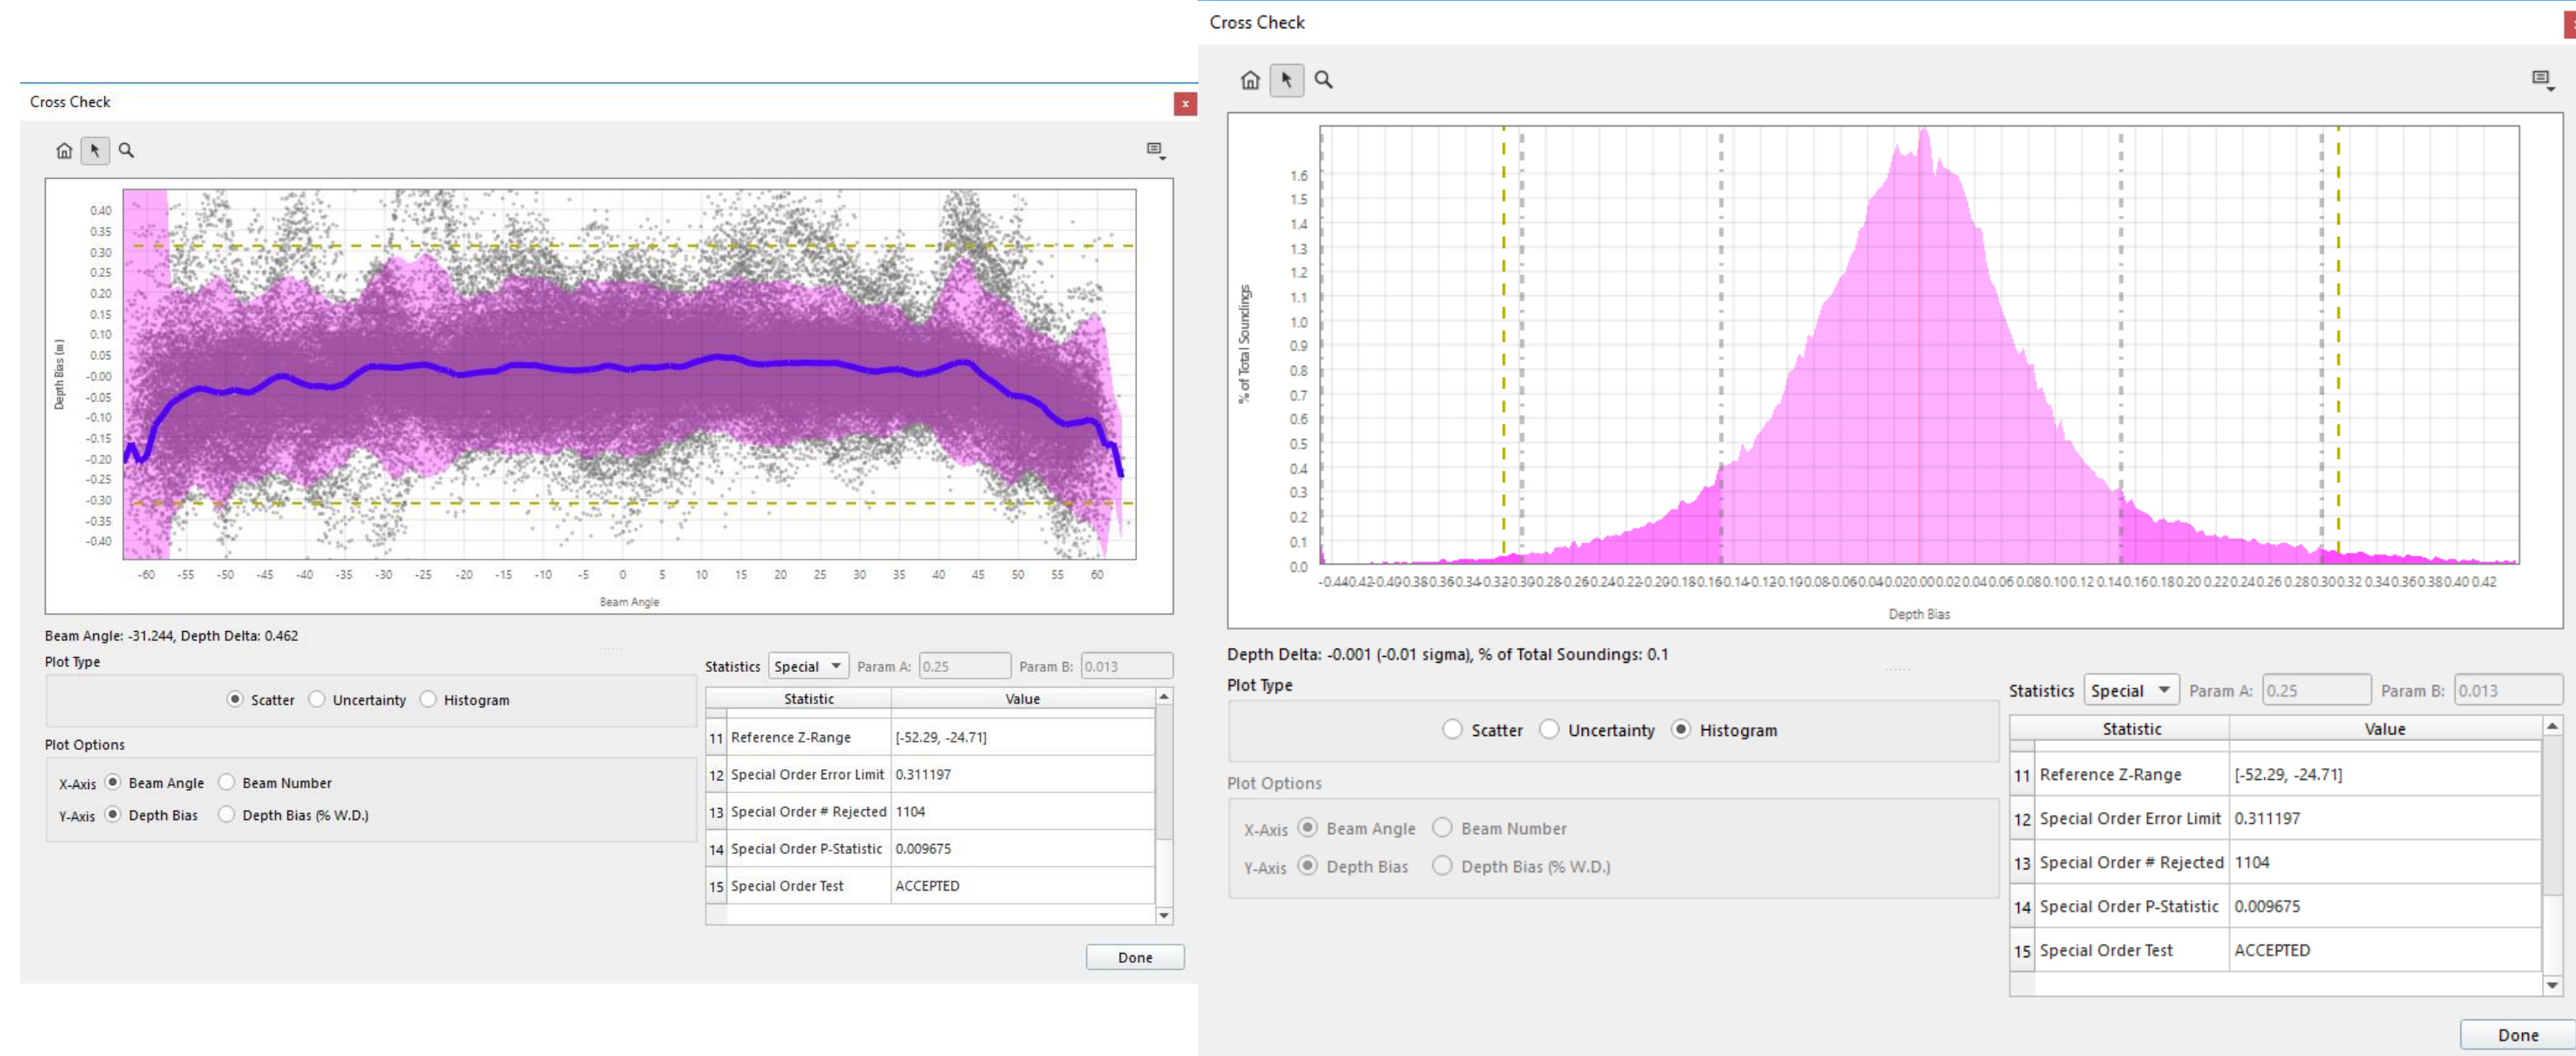 Cross Check
x
0.40
0.35
0.30
0.25
0.20
0.15
0.10
0.05
-0.00
-0.05
-0.10
-0.15
-0.20
-0.25
-0.30
-0.35
-0.40
Depth Bias (m)
-60 -55 -50 -45 -40 -35 -30 -25 -20 -15 -10 -5 0 5 10 15 20 25 30 35 40 45 50 55 60
Beam Angle
Beam Angle: -31.244, Depth Delta: 0.462
Plot Type
Scatter Uncertainty Histogram
Plot Options
X-Axis Beam Angle Beam Number
Y-Axis Depth Bias Depth Bias (% W.D.)
Statistics Special Param A: 0.25 Param B: 0.013
Statistic Value
11 Reference Z-Range [-52.29, -24.71]
12 Special Order Error Limit 0.311197
13 Special Order # Rejected 1104
14 Special Order P-Statistic 0.009675
15 Special Order Test ACCEPTED
Done
Cross Check
1.6
1.5
1.4
1.3
1.2
1.1
1.0
0.9
0.8
0.7
0.6
0.5
0.4
0.3
0.2
0.1
0.0
% of Total Soundings
Depth Bias
Depth Delta: -0.001 (-0.01 sigma), % of Total Soundings: 0.1
Plot Type
Scatter Uncertainty Histogram
Plot Options
X-Axis Beam Angle Beam Number
Y-Axis Depth Bias Depth Bias (% W.D.)
Statistics Special Param A: 0.25 Param B: 0.013
Statistic Value
11 Reference Z-Range [-52.29, -24.71]
12 Special Order Error Limit 0.311197
13 Special Order # Rejected 1104
14 Special Order P-Statistic 0.009675
15 Special Order Test ACCEPTED
Done